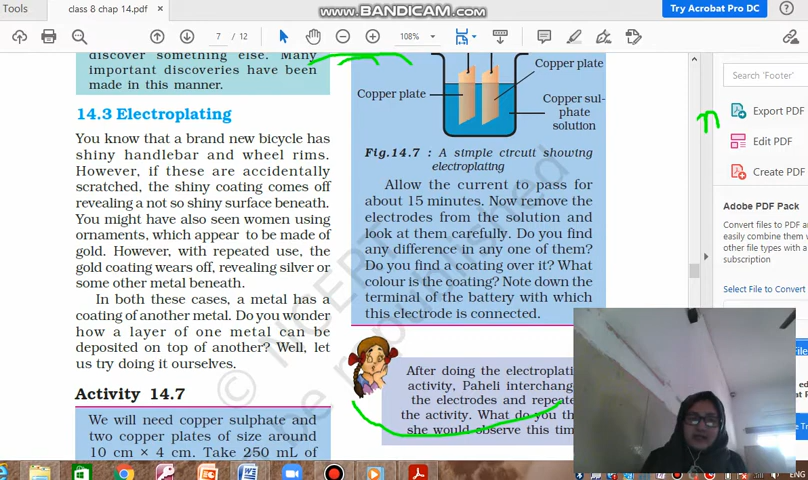 Tools
class 8 chap 14.pdf
×
www.BANDICAM.com
Try Acrobat Pro DC
7 / 12
108%
discover something else. Many
important discoveries have been
made in this manner.
14.3 Electroplating
You know that a brand new bicycle has
shiny handlebar and wheel rims.
However, if these are accidentally
scratched, the shiny coating comes off
revealing a not so shiny surface beneath.
You might have also seen women using
ornaments, which appear to be made of
gold. However, with repeated use, the
gold coating wears off, revealing silver or
some other metal beneath.
In both these cases, a metal has a
coating of another metal. Do you wonder
how a layer of one metal can be
deposited on top of another? Well, let
us try doing it ourselves.
Activity 14.7
We will need copper sulphate and
two copper plates of size around
10 cm × 4 cm. Take 250 mL of
Copper plate
Copper plate
Copper sul-
phate
solution
Fig.14.7 : A simple circuit showing
electroplating
Allow the current to pass for
about 15 minutes. Now remove the
electrodes from the solution and
look at them carefully. Do you find
any difference in any one of them?
Do you find a coating over it? What
colour is the coating? Note down the
terminal of the battery with which
this electrode is connected.
After doing the electroplati
activity, Paheli interchang
the electrodes and repeate
the activity. What do you th
she would observe this tim
© NCERT
be republished
n
Search 'Footer'
Export PDF
Edit PDF
Create PDF
Adobe PDF Pack
Convert files to PDF and
easily combine them w
other file types with a
subscription
Select File to Convert